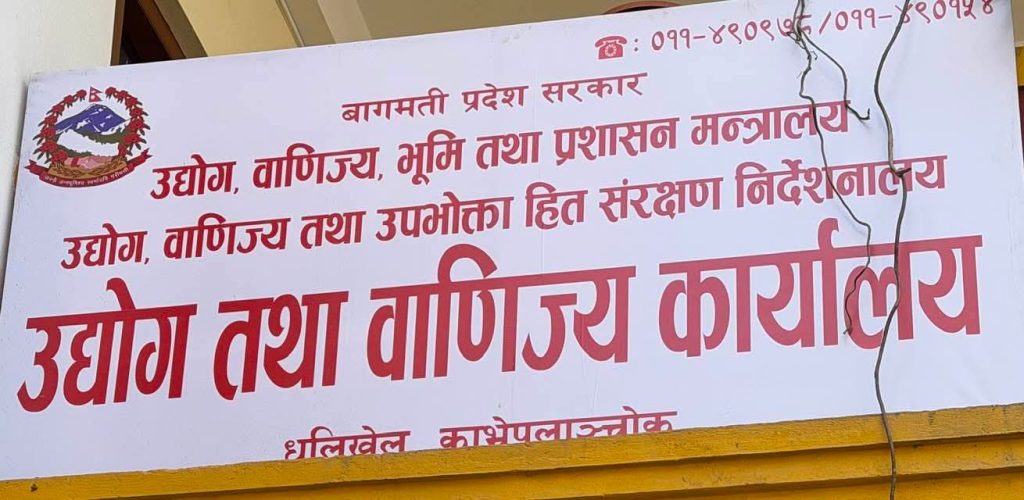 ☎: ०११-४९०९७८/०११-४९०१५४
बागमती प्रदेश सरकार
उद्योग, वाणिज्य, भूमि तथा प्रशासन मन्त्रालय
उद्योग, वाणिज्य तथा उपभोक्ता हित संरक्षण निर्देशनालय
उद्योग तथा वाणिज्य कार्यालय
धुलिखेल, काभ्रेपलाञ्चोक